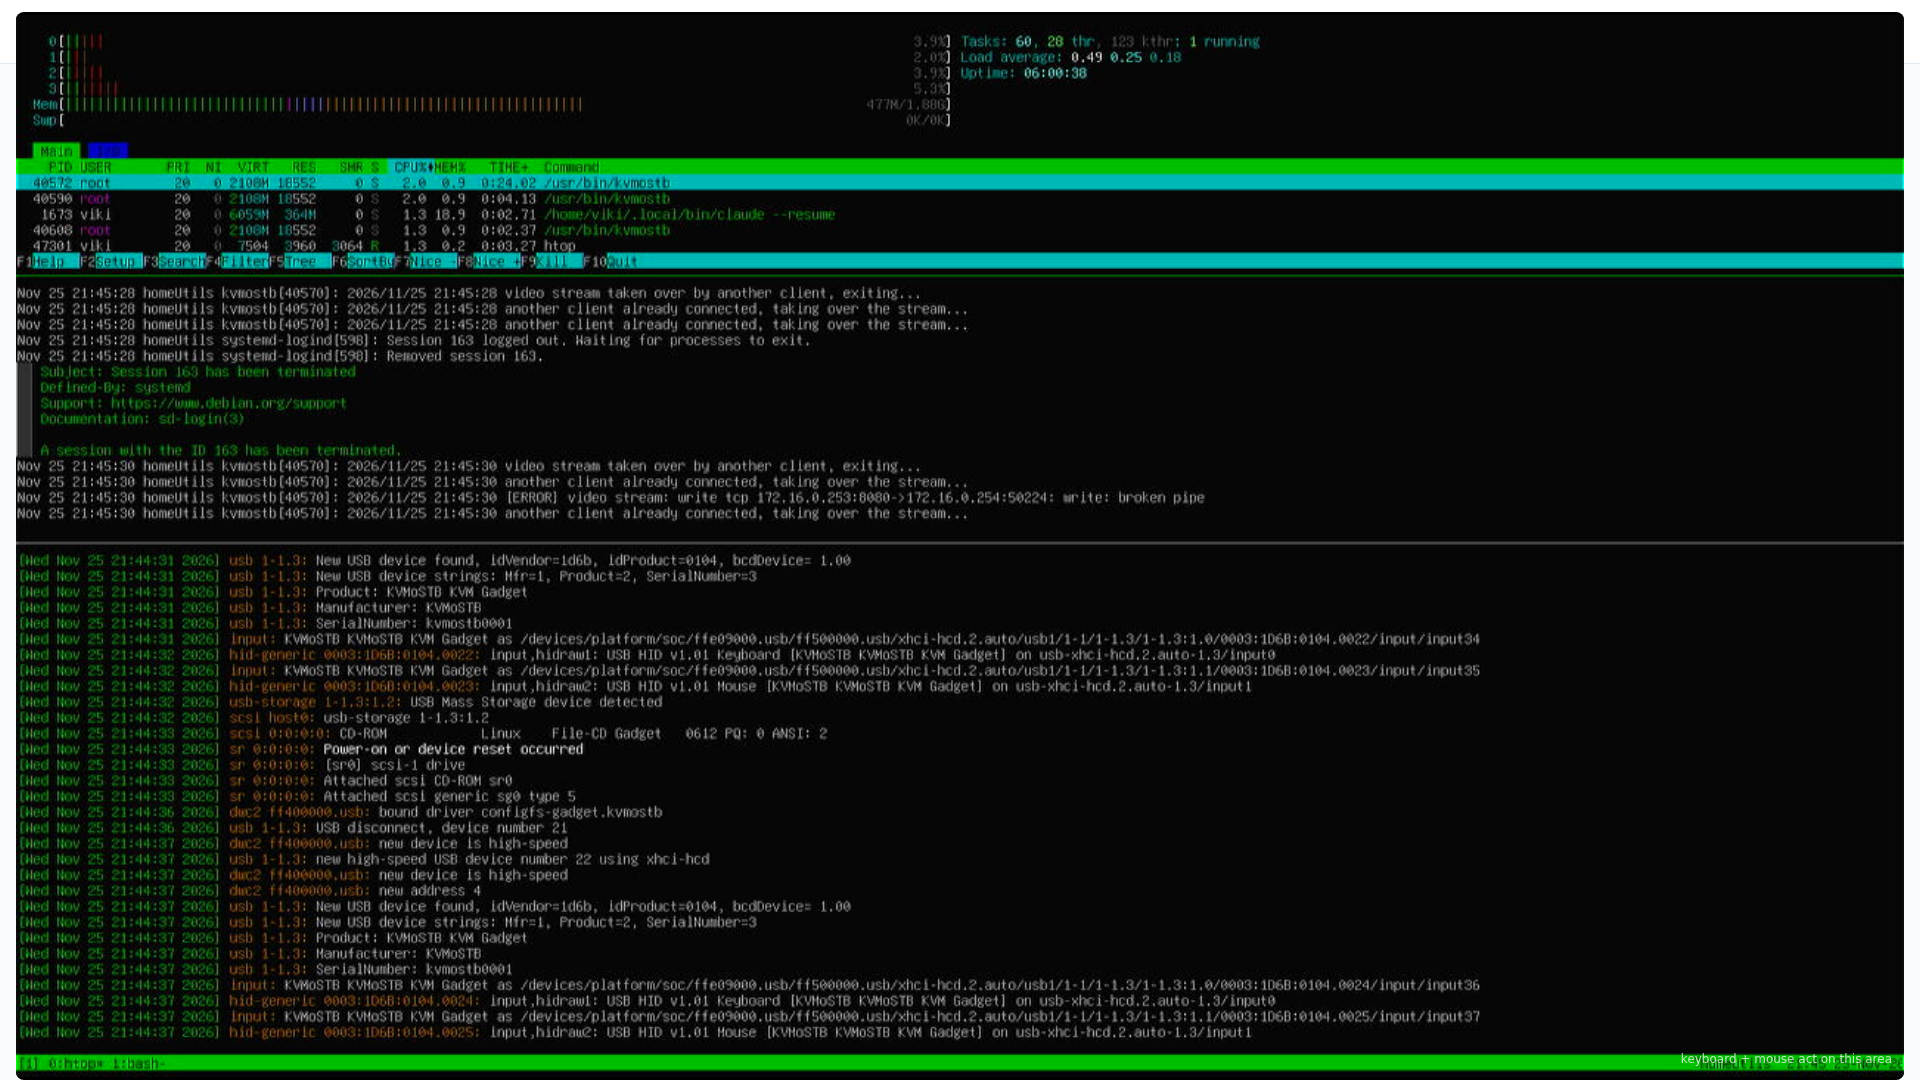 0[||||| 3.9%] Tasks: 60, 28 thr, 123 kthr; 1 running
1[||| 2.0%] Load average: 0.49 0.25 0.18
2[||||| 3.9%] Uptime: 06:00:38
3[||||||| 5.3%]
Mem[|||||||||||||||||||||||||||||||||||||||||||||||||||||||||||||||||| 477M/1.88G]
Swp[ 0K/0K]
Main I/O
PID USER PRI NI VIRT RES SHR S CPU% MEM% TIME+ Command
40572 root 20 0 2108M 18552 0 S 2.0 0.9 0:24.02 /usr/bin/kvmostb
40590 root 20 0 2108M 18552 0 S 2.0 0.9 0:04.13 /usr/bin/kvmostb
1673 viki 20 0 6059M 364M 0 S 1.3 18.9 0:02.71 /home/viki/.local/bin/claude --resume
40608 root 20 0 2108M 18552 0 S 1.3 0.9 0:02.37 /usr/bin/kvmostb
47301 viki 20 0 7504 3960 3064 R 1.3 0.2 0:03.27 htop
F1Help F2Setup F3SearchF4FilterF5Tree F6SortByF7Nice -F8Nice +F9Kill F10Quit
Nov 25 21:45:28 homeUtils kvmostb[40570]: 2026/11/25 21:45:28 video stream taken over by another client, exiting...
Nov 25 21:45:28 homeUtils kvmostb[40570]: 2026/11/25 21:45:28 another client already connected, taking over the stream...
Nov 25 21:45:28 homeUtils kvmostb[40570]: 2026/11/25 21:45:28 another client already connected, taking over the stream...
Nov 25 21:45:28 homeUtils systemd-logind[598]: Session 163 logged out. Waiting for processes to exit.
Nov 25 21:45:28 homeUtils systemd-logind[598]: Removed session 163.
Subject: Session 163 has been terminated
Defined-By: systemd
Support: https://www.debian.org/support
Documentation: sd-login(3)
A session with the ID 163 has been terminated.
Nov 25 21:45:30 homeUtils kvmostb[40570]: 2026/11/25 21:45:30 video stream taken over by another client, exiting...
Nov 25 21:45:30 homeUtils kvmostb[40570]: 2026/11/25 21:45:30 another client already connected, taking over the stream...
Nov 25 21:45:30 homeUtils kvmostb[40570]: 2026/11/25 21:45:30 [ERROR] video stream: write tcp 172.16.0.253:8080->172.16.0.254:50224: write: broken pipe
Nov 25 21:45:30 homeUtils kvmostb[40570]: 2026/11/25 21:45:30 another client already connected, taking over the stream...
[Wed Nov 25 21:44:31 2026] usb 1-1.3: New USB device found, idVendor=1d6b, idProduct=0104, bcdDevice= 1.00
[Wed Nov 25 21:44:31 2026] usb 1-1.3: New USB device strings: Mfr=1, Product=2, SerialNumber=3
[Wed Nov 25 21:44:31 2026] usb 1-1.3: Product: KVMoSTB KVM Gadget
[Wed Nov 25 21:44:31 2026] usb 1-1.3: Manufacturer: KVMoSTB
[Wed Nov 25 21:44:31 2026] usb 1-1.3: SerialNumber: kvmostb0001
[Wed Nov 25 21:44:31 2026] input: KVMoSTB KVMoSTB KVM Gadget as /devices/platform/soc/ffe09000.usb/ff500000.usb/xhci-hcd.2.auto/usb1/1-1/1-1.3/1-1.3:1.0/0003:1D6B:0104.0022/input/input34
[Wed Nov 25 21:44:32 2026] hid-generic 0003:1D6B:0104.0022: input,hidraw1: USB HID v1.01 Keyboard [KVMoSTB KVMoSTB KVM Gadget] on usb-xhci-hcd.2.auto-1.3/input0
[Wed Nov 25 21:44:32 2026] input: KVMoSTB KVMoSTB KVM Gadget as /devices/platform/soc/ffe09000.usb/ff500000.usb/xhci-hcd.2.auto/usb1/1-1/1-1.3/1-1.3:1.1/0003:1D6B:0104.0023/input/input35
[Wed Nov 25 21:44:32 2026] hid-generic 0003:1D6B:0104.0023: input,hidraw2: USB HID v1.01 Mouse [KVMoSTB KVMoSTB KVM Gadget] on usb-xhci-hcd.2.auto-1.3/input1
[Wed Nov 25 21:44:32 2026] usb-storage 1-1.3:1.2: USB Mass Storage device detected
[Wed Nov 25 21:44:32 2026] scsi host0: usb-storage 1-1.3:1.2
[Wed Nov 25 21:44:33 2026] scsi 0:0:0:0: CD-ROM Linux File-CD Gadget 0612 PQ: 0 ANSI: 2
[Wed Nov 25 21:44:33 2026] sr 0:0:0:0: Power-on or device reset occurred
[Wed Nov 25 21:44:33 2026] sr 0:0:0:0: [sr0] scsi-1 drive
[Wed Nov 25 21:44:33 2026] sr 0:0:0:0: Attached scsi CD-ROM sr0
[Wed Nov 25 21:44:33 2026] sr 0:0:0:0: Attached scsi generic sg0 type 5
[Wed Nov 25 21:44:36 2026] dwc2 ff400000.usb: bound driver configfs-gadget.kvmostb
[Wed Nov 25 21:44:36 2026] usb 1-1.3: USB disconnect, device number 21
[Wed Nov 25 21:44:37 2026] dwc2 ff400000.usb: new device is high-speed
[Wed Nov 25 21:44:37 2026] usb 1-1.3: new high-speed USB device number 22 using xhci-hcd
[Wed Nov 25 21:44:37 2026] dwc2 ff400000.usb: new device is high-speed
[Wed Nov 25 21:44:37 2026] dwc2 ff400000.usb: new address 4
[Wed Nov 25 21:44:37 2026] usb 1-1.3: New USB device found, idVendor=1d6b, idProduct=0104, bcdDevice= 1.00
[Wed Nov 25 21:44:37 2026] usb 1-1.3: New USB device strings: Mfr=1, Product=2, SerialNumber=3
[Wed Nov 25 21:44:37 2026] usb 1-1.3: Product: KVMoSTB KVM Gadget
[Wed Nov 25 21:44:37 2026] usb 1-1.3: Manufacturer: KVMoSTB
[Wed Nov 25 21:44:37 2026] usb 1-1.3: SerialNumber: kvmostb0001
[Wed Nov 25 21:44:37 2026] input: KVMoSTB KVMoSTB KVM Gadget as /devices/platform/soc/ffe09000.usb/ff500000.usb/xhci-hcd.2.auto/usb1/1-1/1-1.3/1-1.3:1.0/0003:1D6B:0104.0024/input/input36
[Wed Nov 25 21:44:37 2026] hid-generic 0003:1D6B:0104.0024: input,hidraw1: USB HID v1.01 Keyboard [KVMoSTB KVMoSTB KVM Gadget] on usb-xhci-hcd.2.auto-1.3/input0
[Wed Nov 25 21:44:37 2026] input: KVMoSTB KVMoSTB KVM Gadget as /devices/platform/soc/ffe09000.usb/ff500000.usb/xhci-hcd.2.auto/usb1/1-1/1-1.3/1-1.3:1.1/0003:1D6B:0104.0025/input/input37
[Wed Nov 25 21:44:37 2026] hid-generic 0003:1D6B:0104.0025: input,hidraw2: USB HID v1.01 Mouse [KVMoSTB KVMoSTB KVM Gadget] on usb-xhci-hcd.2.auto-1.3/input1
keyboard + mouse act on this area
[1] 0:htop* 1:bash-